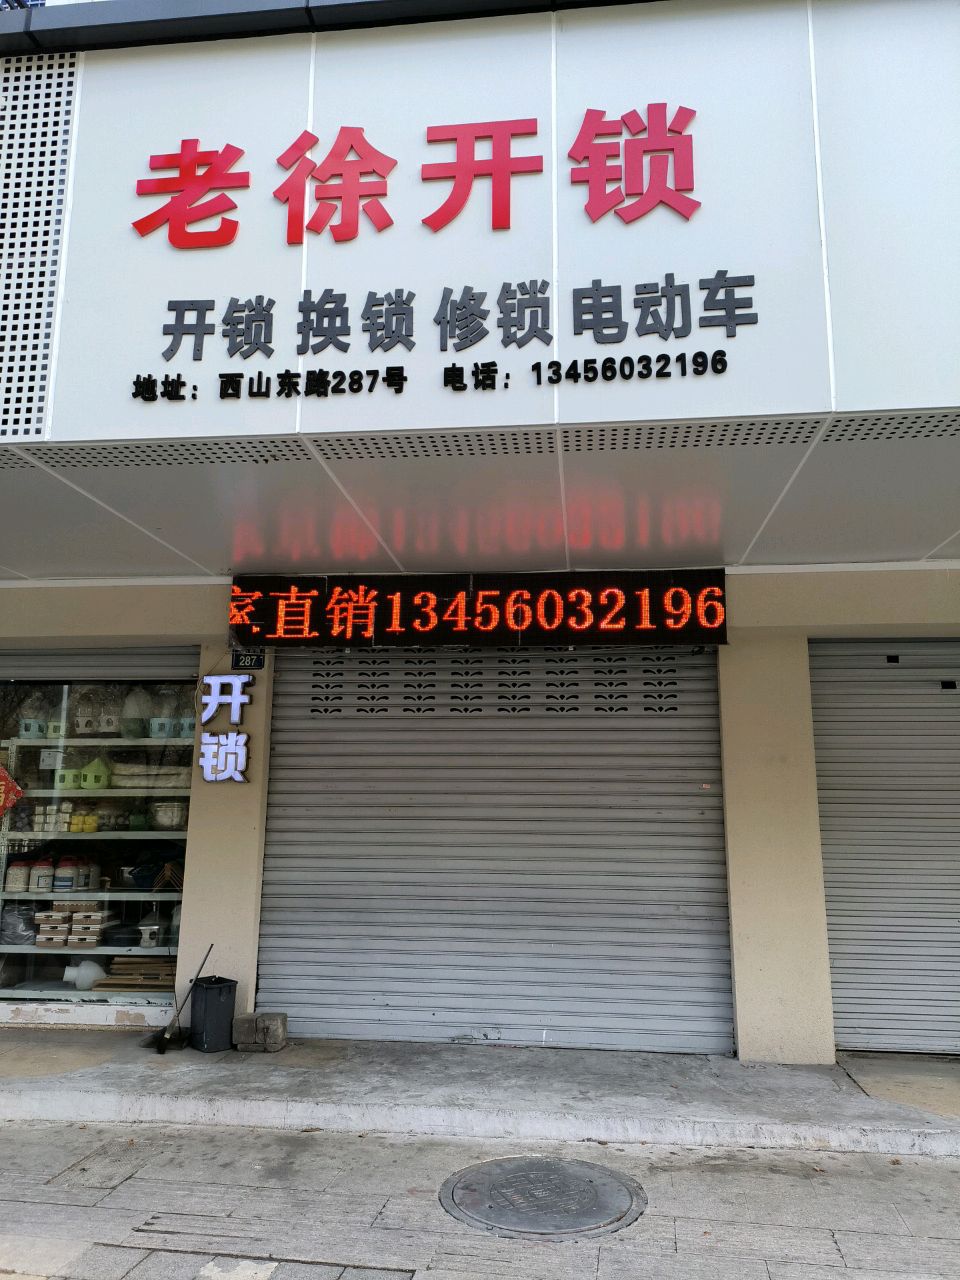 老徐开锁
开锁 换锁 修锁 电动车
地址：西山东路287号 电话：13456032196
家直销13456032196
287
开
锁